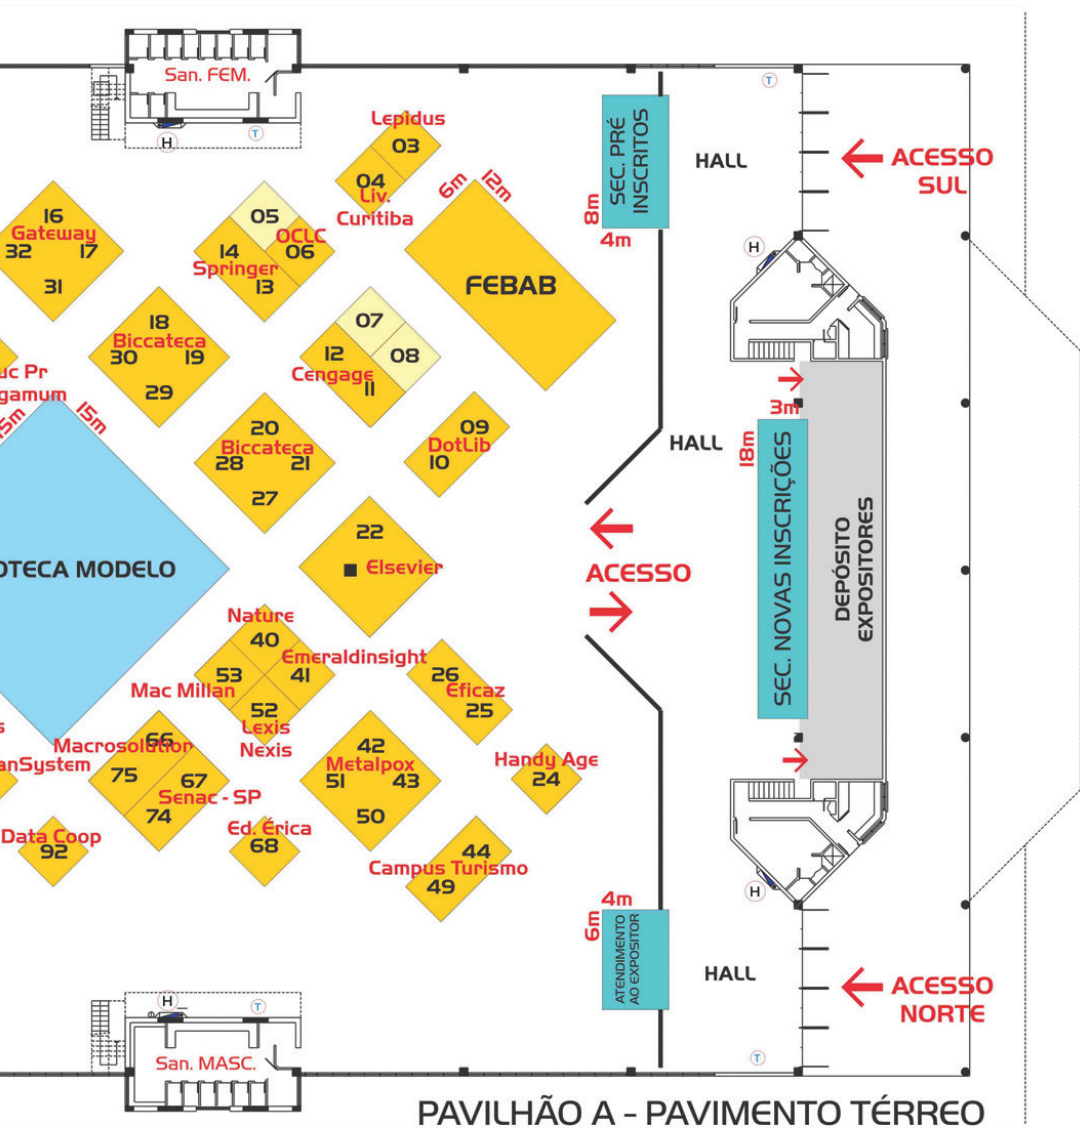 San. FEM.
T
H
T
Lepidus
03
04
Liv.
Curitiba
SEC. PRÉ
INSCRITOS
8m
4m
HALL
ACESSO
SUL
16
Gateway
32
17
31
05
OCLC
14
06
Springer
13
6m
12m
FEBAB
H
18
Biccateca
30
19
29
07
12
08
Cengage
11
uc Pr
gamum
15m
15m
20
Biccateca
28
21
27
09
DotLib
10
HALL
3m
18m
SEC. NOVAS INSCRIÇÕES
DEPÓSITO
EXPOSITORES
22
Elsevier
ACESSO
OTECA MODELO
Nature
40
Emeraldinsight
53
41
Mac Millan
52
Lexis
Nexis
26
Eficaz
25
s
anSystem
Macrosolution
66
75
67
Senac - SP
74
42
Metalpox
51
43
50
Handy Age
24
Data Coop
92
Ed. Érica
68
44
Campus Turismo
49
H
4m
6m
ATENDIMENTO
AO EXPOSITOR
HALL
ACESSO
NORTE
H
T
San. MASC.
T
PAVILHÃO A - PAVIMENTO TÉRREO